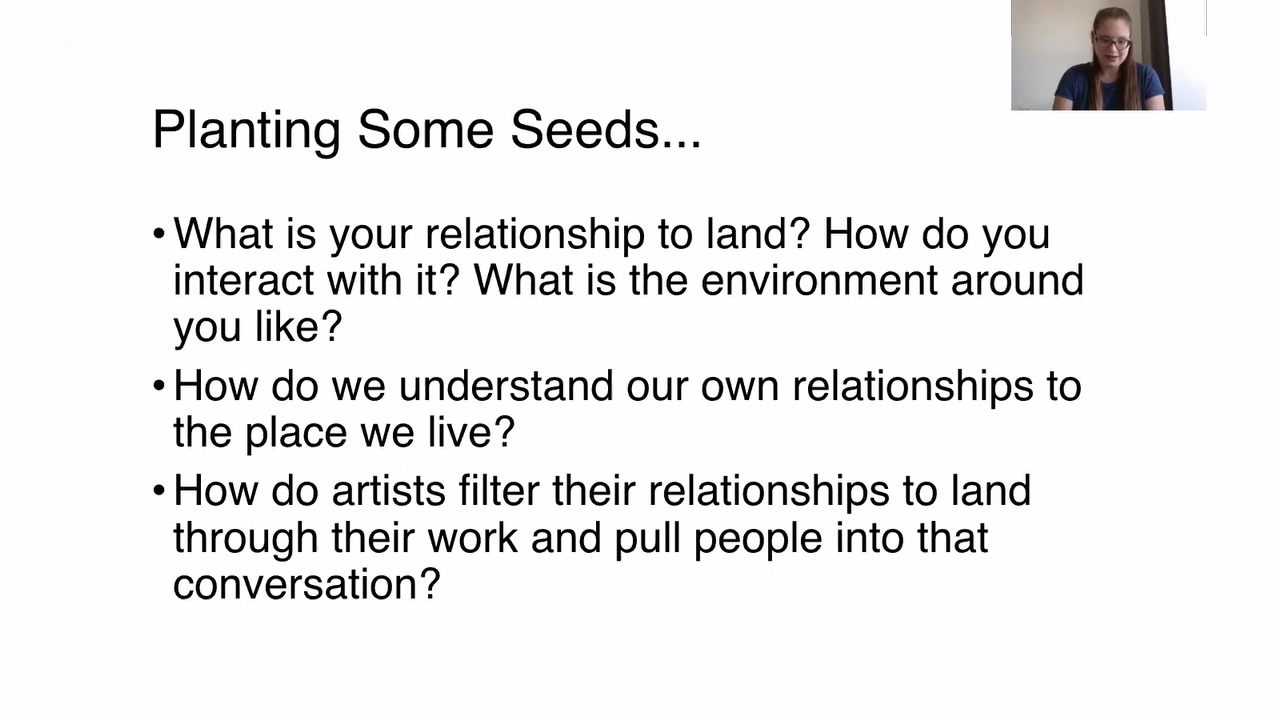 Planting Some Seeds...
•What is your relationship to land? How do you
interact with it? What is the environment around
you like?
•How do we understand our own relationships to
the place we live?
•How do artists filter their relationships to land
through their work and pull people into that
conversation?